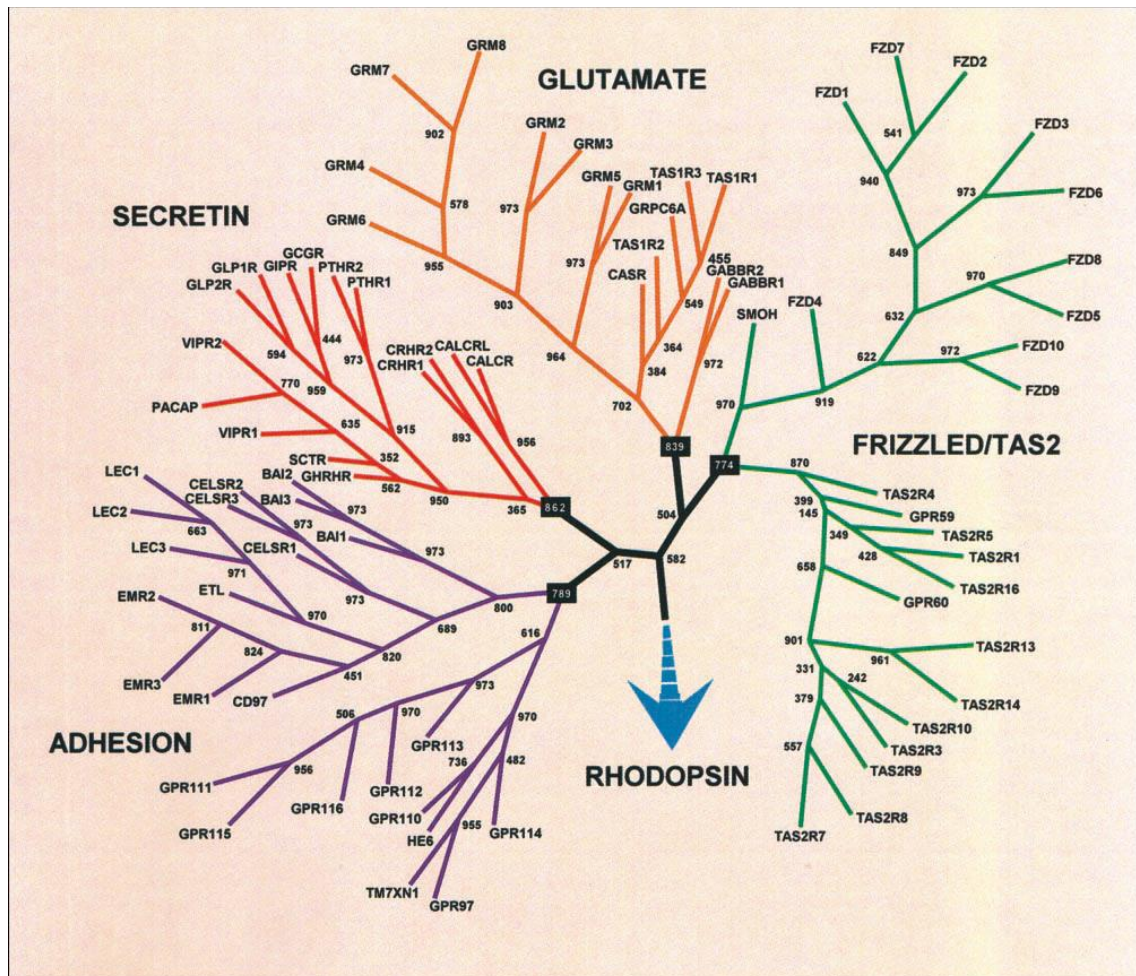 GRM8
GRM7
GLUTAMATE
FZD7
FZD2
FZD1
902
GRM2
GRM3
541
FZD3
GRM4
GRM5
GRM1
TAS1R3
TAS1R1
940
973
FZD6
578
973
GRPC6A
SECRETIN
GRM6
TAS1R2
849
955
973
CASR
455
GABBR2
GABBR1
970
FZD8
GCGR
GLP1R
GIPR
PTHR2
PTHR1
GLP2R
903
549
SMOH
FZD4
632
FZD5
444
594
973
CRHR2
CALCRL
CRHR1
CALCR
964
364
384
972
622
972
FZD10
VIPR2
770
959
FZD9
PACAP
702
970
919
635
915
VIPR1
893
956
839
774
FRIZZLED/TAS2
SCTR
352
GHRHR
562
950
365
862
870
TAS2R4
LEC1
CELSR2
CELSR3
BAI2
BAI3
399
145
GPR59
LEC2
663
973
973
504
349
TAS2R5
LEC3
BAI1
CELSR1
973
517
582
428
TAS2R1
971
658
TAS2R16
EMR2
ETL
973
800
789
GPR60
970
689
811
824
820
616
901
TAS2R13
331
961
EMR3
EMR1
CD97
451
242
506
970
973
970
379
TAS2R14
ADHESION
GPR113
TAS2R10
TAS2R3
956
736
482
557
TAS2R9
GPR111
GPR112
RHODOPSIN
GPR116
GPR110
TAS2R8
GPR115
HE6
955
GPR114
TAS2R7
TM7XN1
GPR97